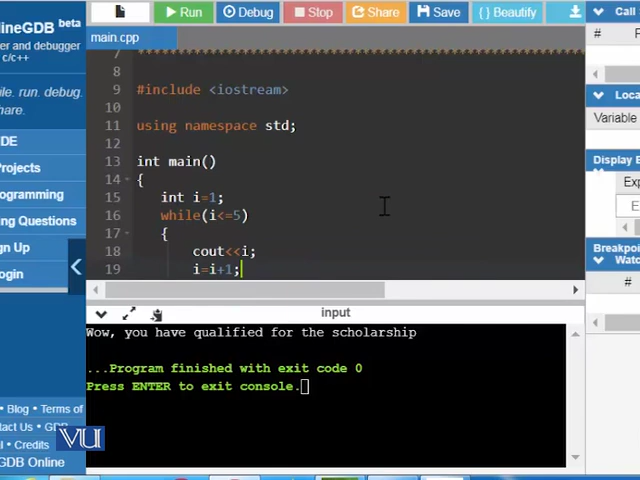 lineGDB beta
er and debugger
c/c++
ile. run. debug.
hare.
IDE
rojects
rogramming
ng Questions
gn Up
ogin
• Blog • Terms of
tact Us • GDB
l • Credits
GDB Online
VU
Run
Debug
Stop
Share
Save
{ } Beautify
main.cpp
8
9 #include <iostream>
10
11 using namespace std;
12
13 int main()
14 {
15 int i=1;
16 while(i<=5)
17 {
18 cout<<i;
19 i=i+1;
input
Wow, you have qualified for the scholarship
...Program finished with exit code 0
Press ENTER to exit console.
Call
#
F
Loca
Variable
Display E
Exp
E
Breakpo
Watc
#